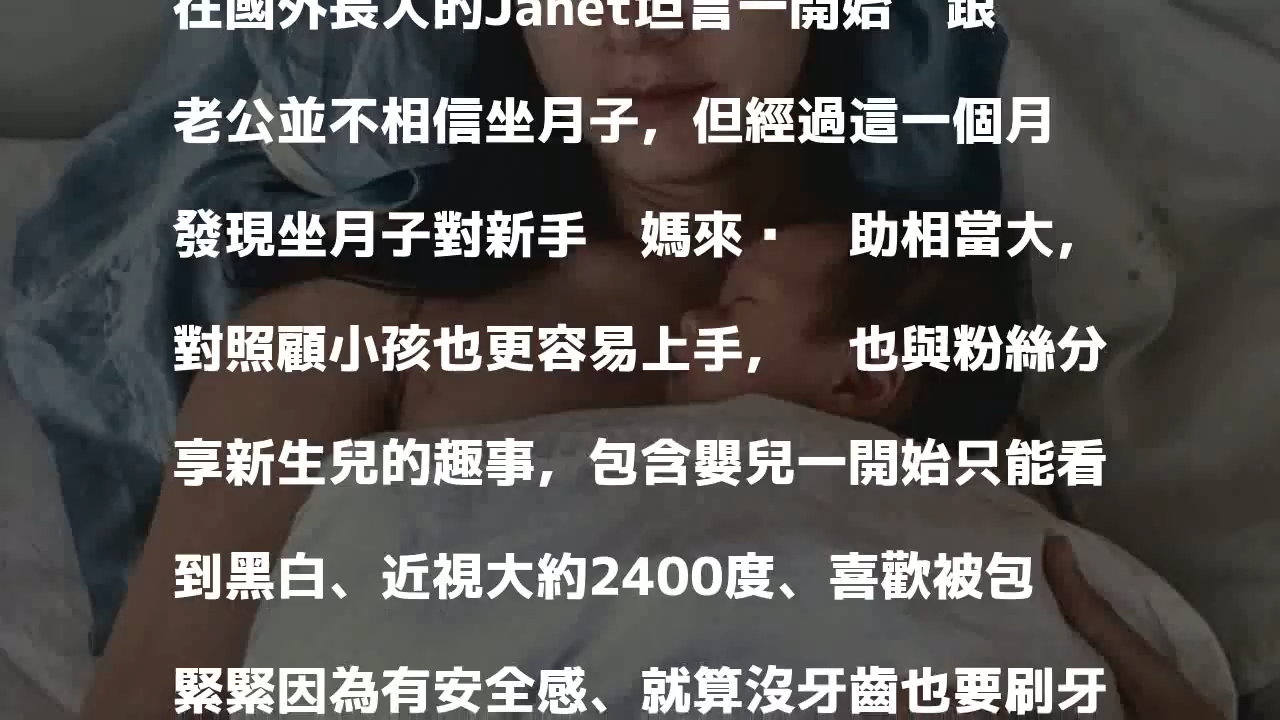 在國外長大的Janet坦言一開始 跟
老公並不相信坐月子，但經過這一個月
發現坐月子對新手 媽來· 助相當大，
對照顧小孩也更容易上手， 也與粉絲分
享新生兒的趣事，包含嬰兒一開始只能看
到黑白、近視大約2400度、喜歡被包
緊緊因為有安全感、就算沒牙齒也要刷牙